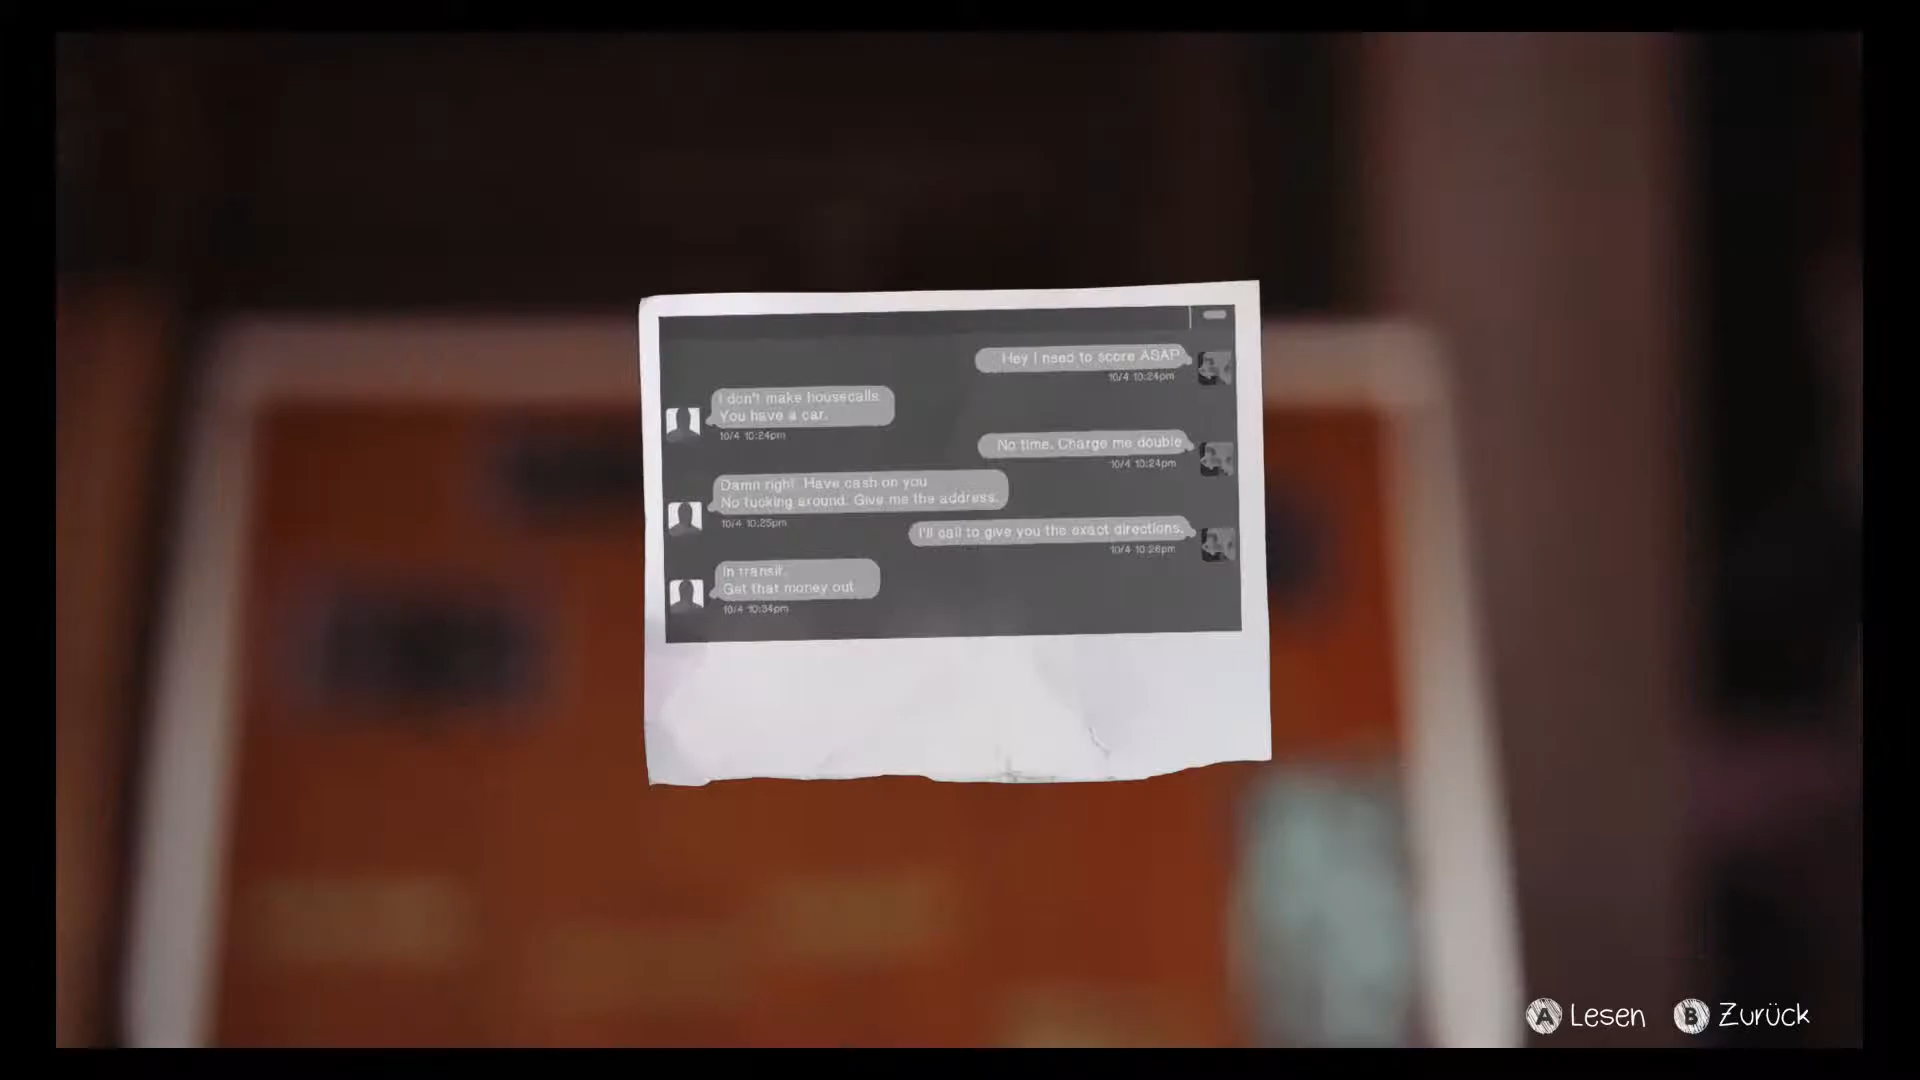 Hey I need to score ASAP
10/4 10:24pm
I don't make housecalls
You have a car.
10/4 10:24pm
No time. Charge me double
10/4 10:24pm
Damn right. Have cash on you
No fucking around. Give me the address.
10/4 10:25pm
I'll call to give you the exact directions.
10/4 10:26pm
In transit.
Get that money out
10/4 10:34pm
A Lesen B Zurück